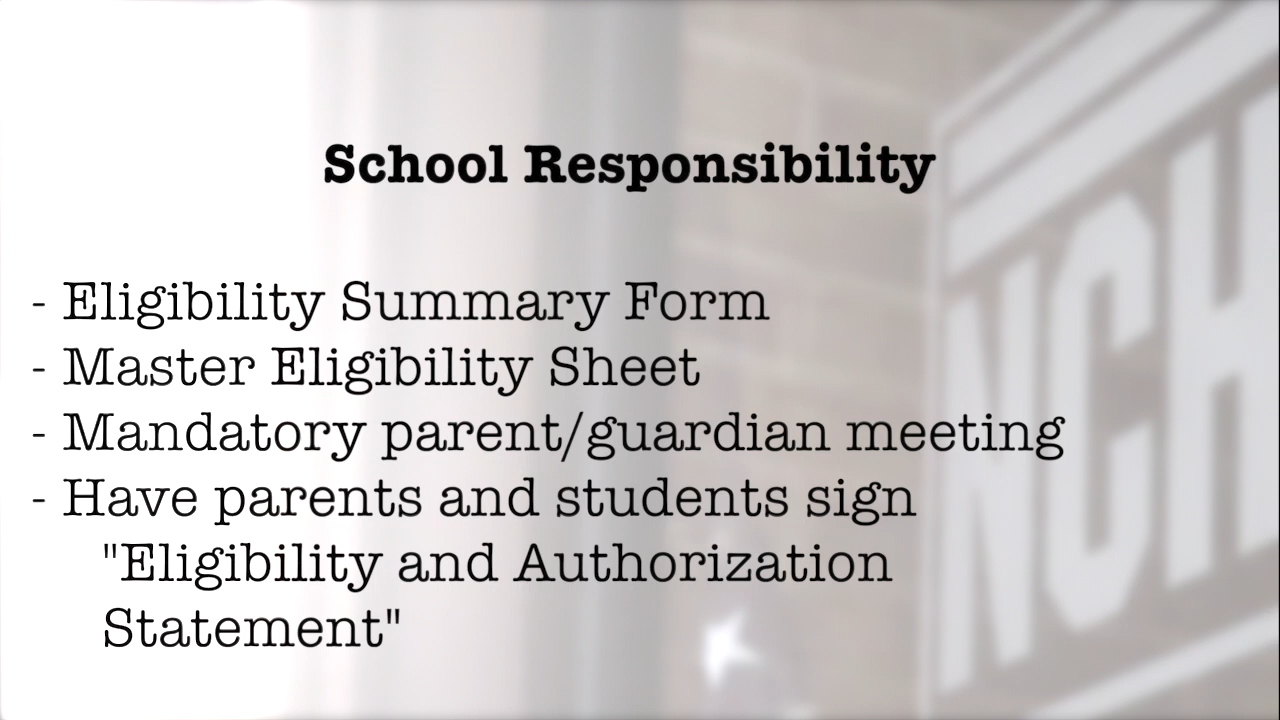 School Responsibility
- Eligibility Summary Form
- Master Eligibility Sheet
- Mandatory parent/guardian meeting
- Have parents and students sign
"Eligibility and Authorization
Statement"
NCH